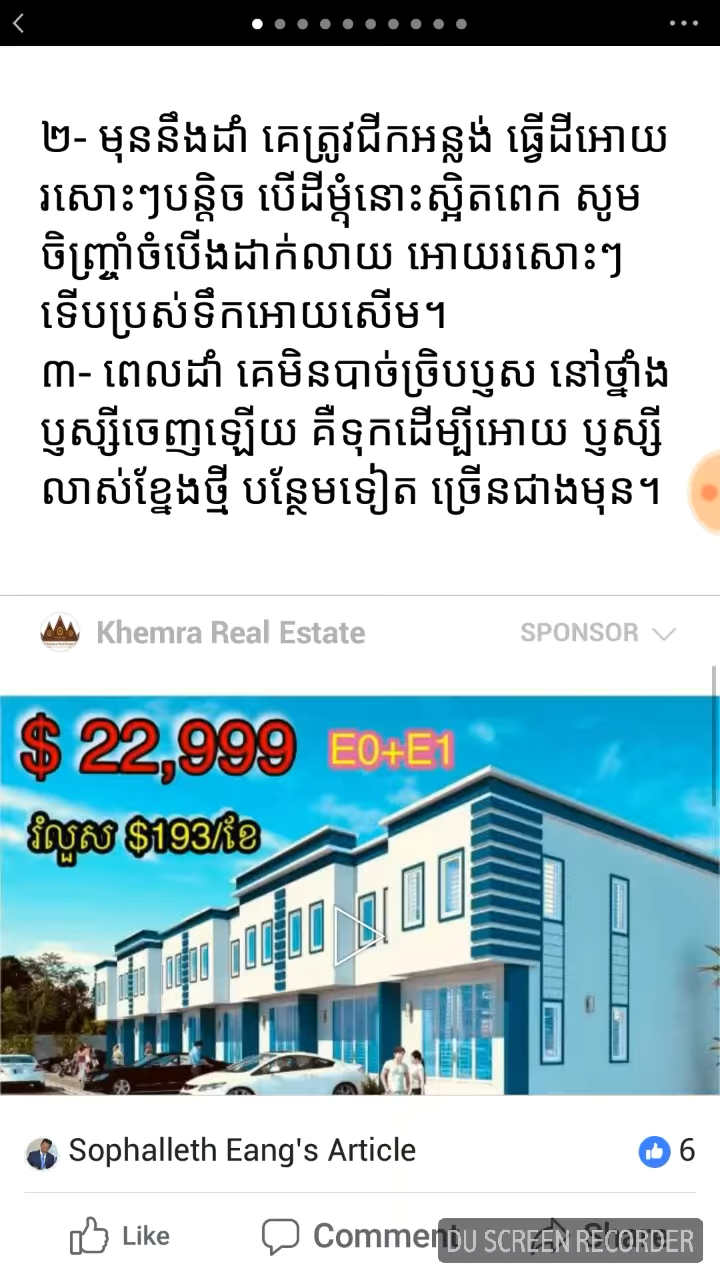 ២- មុននឹងដាំ គេត្រូវជីកអន្លង់ ធ្វើដីអោយ
រសោះៗបន្តិច បើដីម្តុំនោះស្អិតពេក សូម
ចិញ្ច្រាំចំបើងដាក់លាយ អោយរសោះៗ
ទើបប្រស់ទឹកអោយសើម។
៣- ពេលដាំ គេមិនបាច់ច្រិបឫស នៅថ្នាំង
ឫស្សីចេញឡើយ គឺទុកដើម្បីអោយ ឫស្សី
លាស់ខ្នែងថ្មី បន្ថែមទៀត ច្រើនជាងមុន។
Khemra Real Estate
SPONSOR
$ 22,999 E0+E1
រំលួស $193/ខែ
Sophalleth Eang's Article
6
Like
Comment
Share
DU SCREEN RECORDER